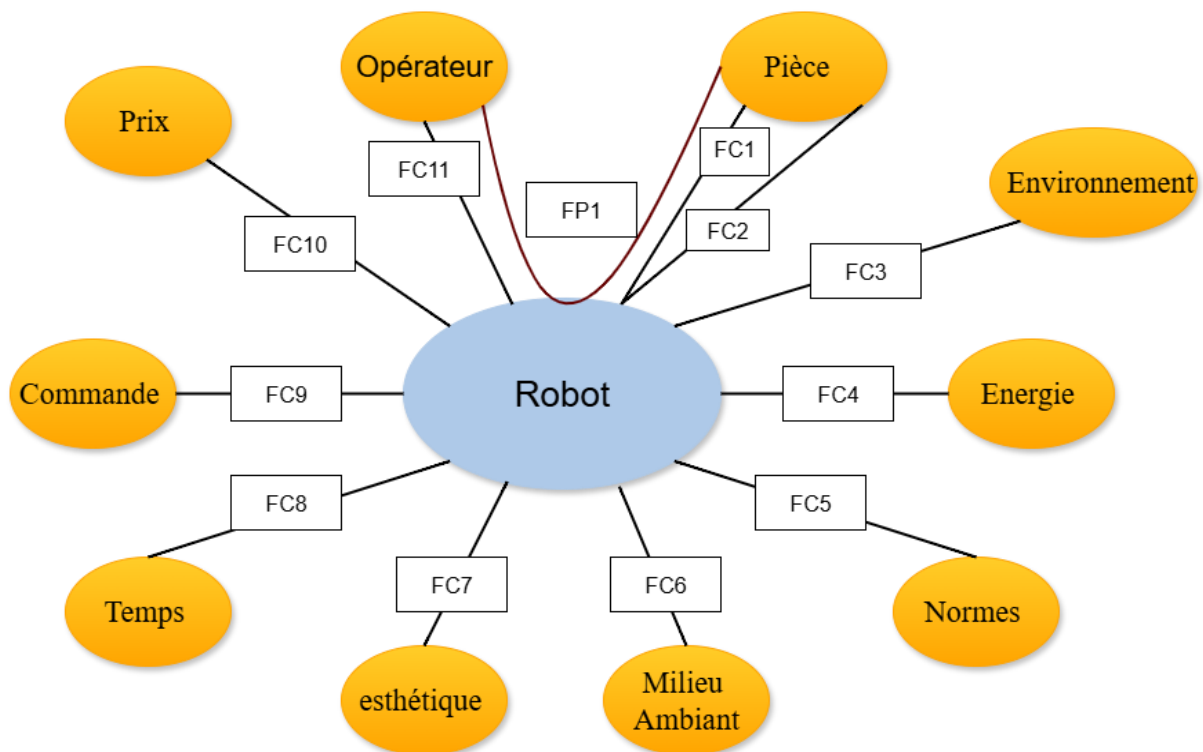 Opérateur
Pièce
Prix
FC1
FC11
Environnement
FP1
FC2
FC10
FC3
Commande
FC9
Robot
FC4
Energie
FC8
FC5
FC7
FC6
Temps
Normes
esthétique
Milieu
Ambiant